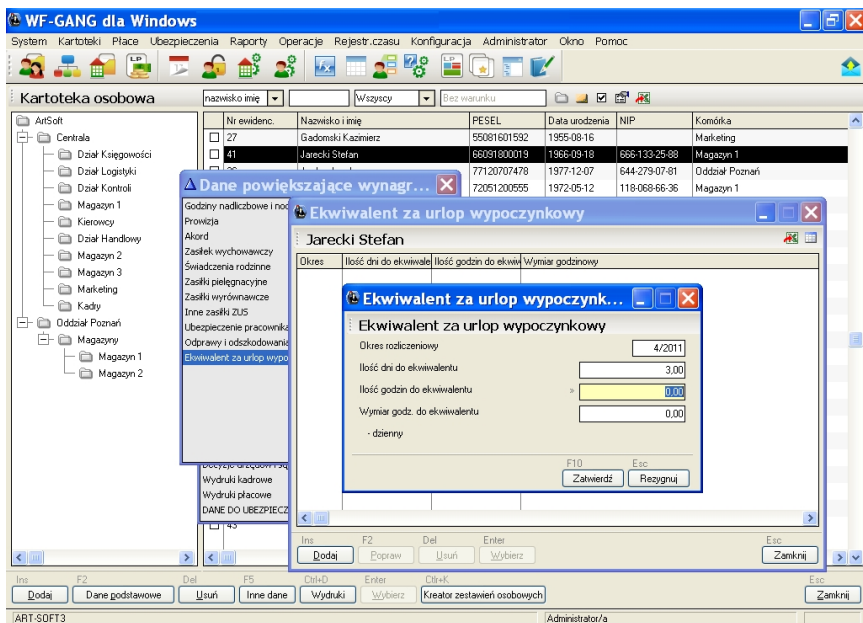 WF-GANG dla Windows
System Kartoteki Płace Ubezpieczenia Raporty Operacje Rejestr.czasu Konfiguracja Administrator Okno Pomoc
Kartoteka osobowa
nazwisko imię
Wszyscy
Bez warunku
ArtSoft
Centrala
Dział Księgowości
Dział Logistyki
Dział Kontroli
Magazyn 1
Kierowcy
Dział Handlowy
Magazyn 2
Magazyn 3
Marketing
Kadry
Oddział Poznań
Magazyny
Magazyn 1
Magazyn 2
Nr ewidenc. Nazwisko i imię PESEL Data urodzenia NIP Komórka
27 Gadomski Kazimierz 55081601592 1955-08-16 Marketing
41 Jarecki Stefan 66091800019 1966-09-18 666-133-25-88 Magazyn 1
77120707478 1977-12-07 644-279-07-81 Oddział Poznań
72051200555 1972-05-12 118-068-66-36 Magazyn 1
Dane powiększające wynagr...
Godziny nadliczbowe i noc
Prowizja
Akord
Zasiłek wychowawczy
Świadczenia rodzinne
Zasiłki pielęgnacyjne
Zasiłki wyrównawcze
Inne zasiłki ZUS
Ubezpieczenie pracownika
Odprawy i odszkodowania
Ekwiwalent za urlop wypo
Wydruki kadrowe
Wydruki płacowe
DANE DO UBEZPIECZ
43
Ekwiwalent za urlop wypoczynkowy
Jarecki Stefan
Okres Ilość dni do ekwiwale Ilość godzin do ekwiw Wymiar godzinowy
Ekwiwalent za urlop wypoczynk...
Ekwiwalent za urlop wypoczynkowy
Okres rozliczeniowy 4/2011
Ilość dni do ekwiwalentu 3,00
Ilość godzin do ekwiwalentu » 0,00
Wymiar godz. do ekwiwalentu 0,00
- dzienny
F10 Esc
Zatwierdź Rezygnuj
Ins F2 Del Enter Esc
Dodaj Popraw Usuń Wybierz Zamknij
Ins F2 Del F5 Ctrl+D Enter Ctlr+K Esc
Dodaj Dane podstawowe Usuń Inne dane Wydruki Wybierz Kreator zestawień osobowych Zamknij
ART-SOFT3 Administrator/a